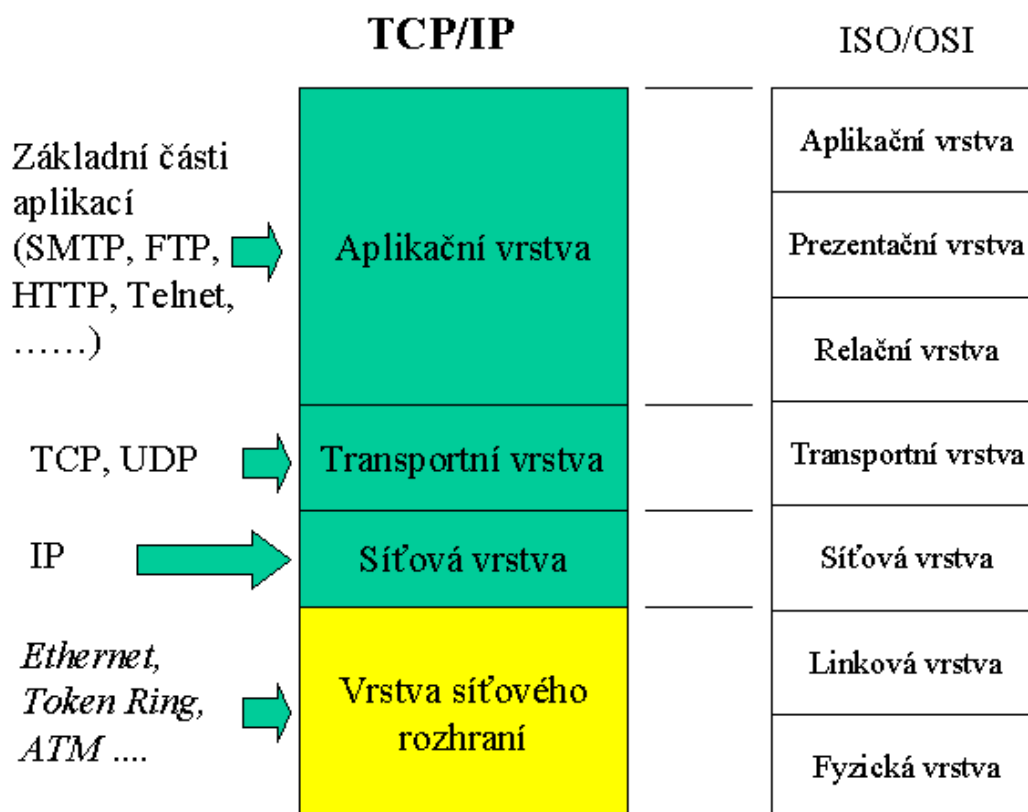 TCP/IP
ISO/OSI
Základní části
aplikací
(SMTP, FTP,
HTTP, Telnet,
……)
Aplikační vrstva
Aplikační vrstva
Prezentační vrstva
Relační vrstva
TCP, UDP
Transportní vrstva
Transportní vrstva
IP
Síťová vrstva
Síťová vrstva
Ethernet,
Token Ring,
ATM ....
Vrstva síťového
rozhraní
Linková vrstva
Fyzická vrstva